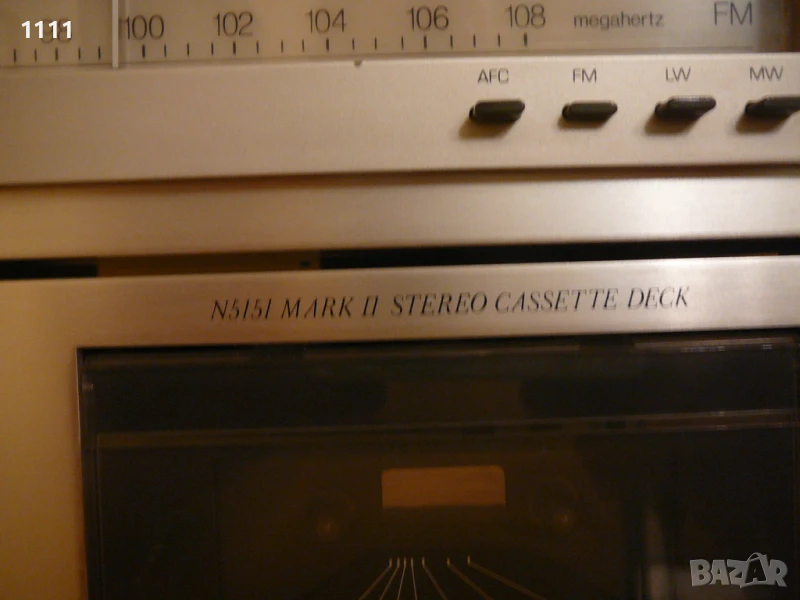 1111
100 102 104 106 108 megahertz FM
AFC FM LW MW
N5151 MARK II STEREO CASSETTE DECK
BAZAR